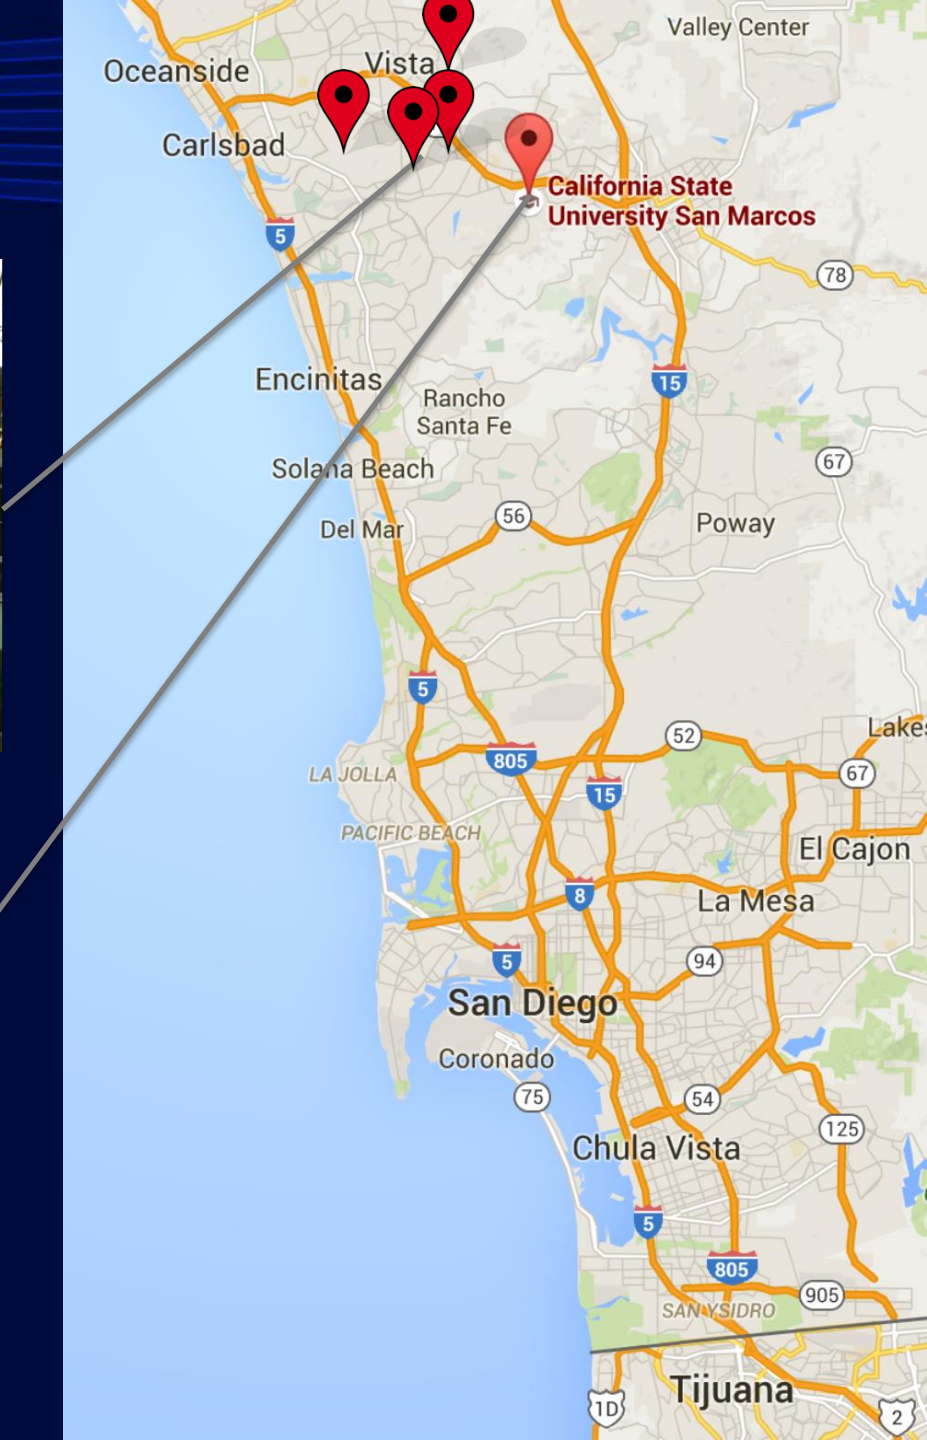 Valley Center
Vista
Oceanside
Carlsbad
California State
University San Marcos
5
78
Encinitas
15
Rancho
Santa Fe
67
Solana Beach
56
Poway
Del Mar
5
52
Lakes
805
67
LA JOLLA
15
PACIFIC BEACH
El Cajon
8
La Mesa
5
94
San Diego
Coronado
75
54
125
Chula Vista
5
805
905
SAN YSIDRO
Tijuana
1D
2